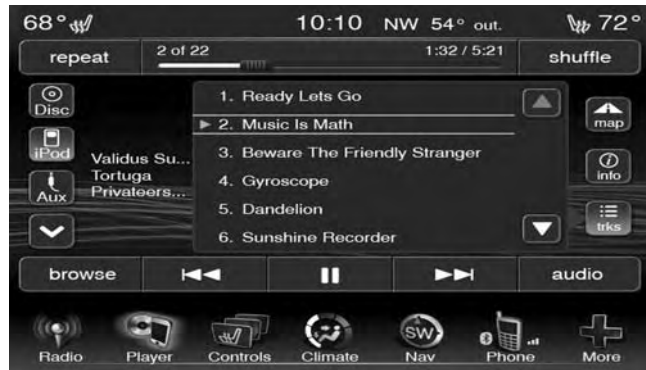 68° 10:10 NW 54° out. 72°
repeat 2 of 22 1:32 / 5:21 shuffle
Disc
iPod
Aux
Validus Su...
Tortuga
Privateers...
1. Ready Lets Go
2. Music Is Math
3. Beware The Friendly Stranger
4. Gyroscope
5. Dandelion
6. Sunshine Recorder
map
info
trks
browse audio
SW
Radio Player Controls Climate Nav Phone More